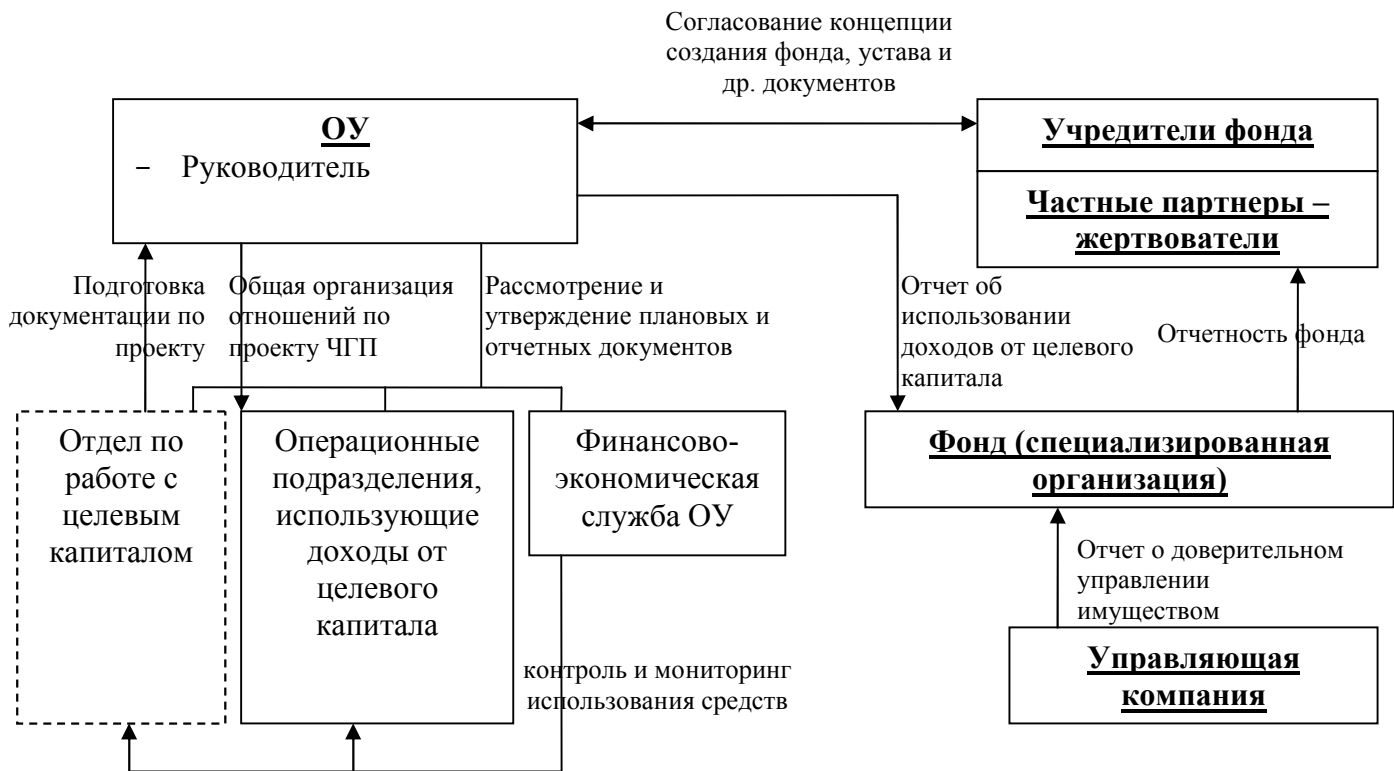 Согласование концепции
создания фонда, устава и
др. документов
ОУ
– Руководитель
Учредители фонда
Частные партнеры –
жертвователи
Подготовка
документации по
проекту
Общая организация
отношений по
проекту ЧГП
Рассмотрение и
утверждение плановых и
отчетных документов
Отчет об
использовании
доходов от целевого
капитала
Отчетность фонда
Отдел по
работе с
целевым
капиталом
Операционные
подразделения,
использующие
доходы от
целевого
капитала
Финансово-
экономическая
служба ОУ
Фонд (специализированная
организация)
Отчет о доверительном
управлении
имуществом
контроль и мониторинг
использования средств
Управляющая
компания